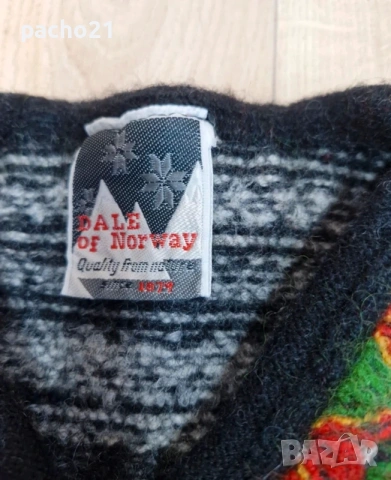 pacho21
DALE
of Norway
Quality from nature
since 1879
BAZAR